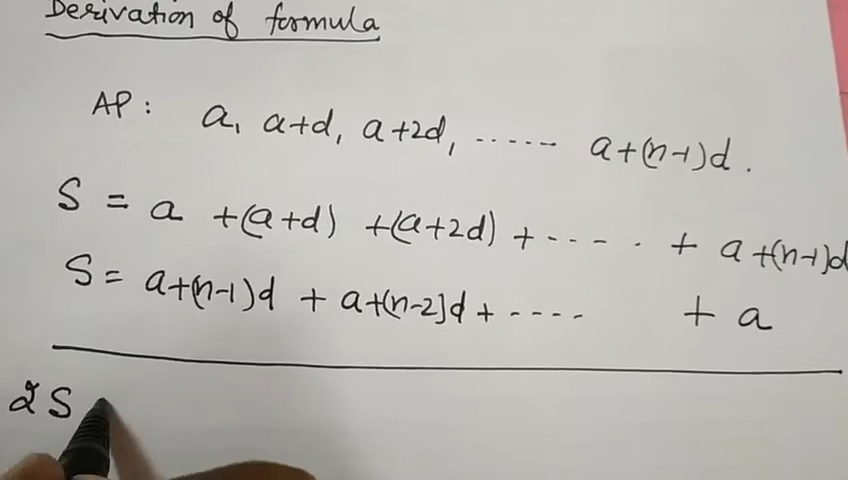 Derivation of formula
AP: a, a+d, a+2d, ...... a+(n-1)d.
S = a +(a+d) +(a+2d) + ---- . + a+(n-1)d
S = a+(n-1)d + a+(n-2)d + ---- + a
2S